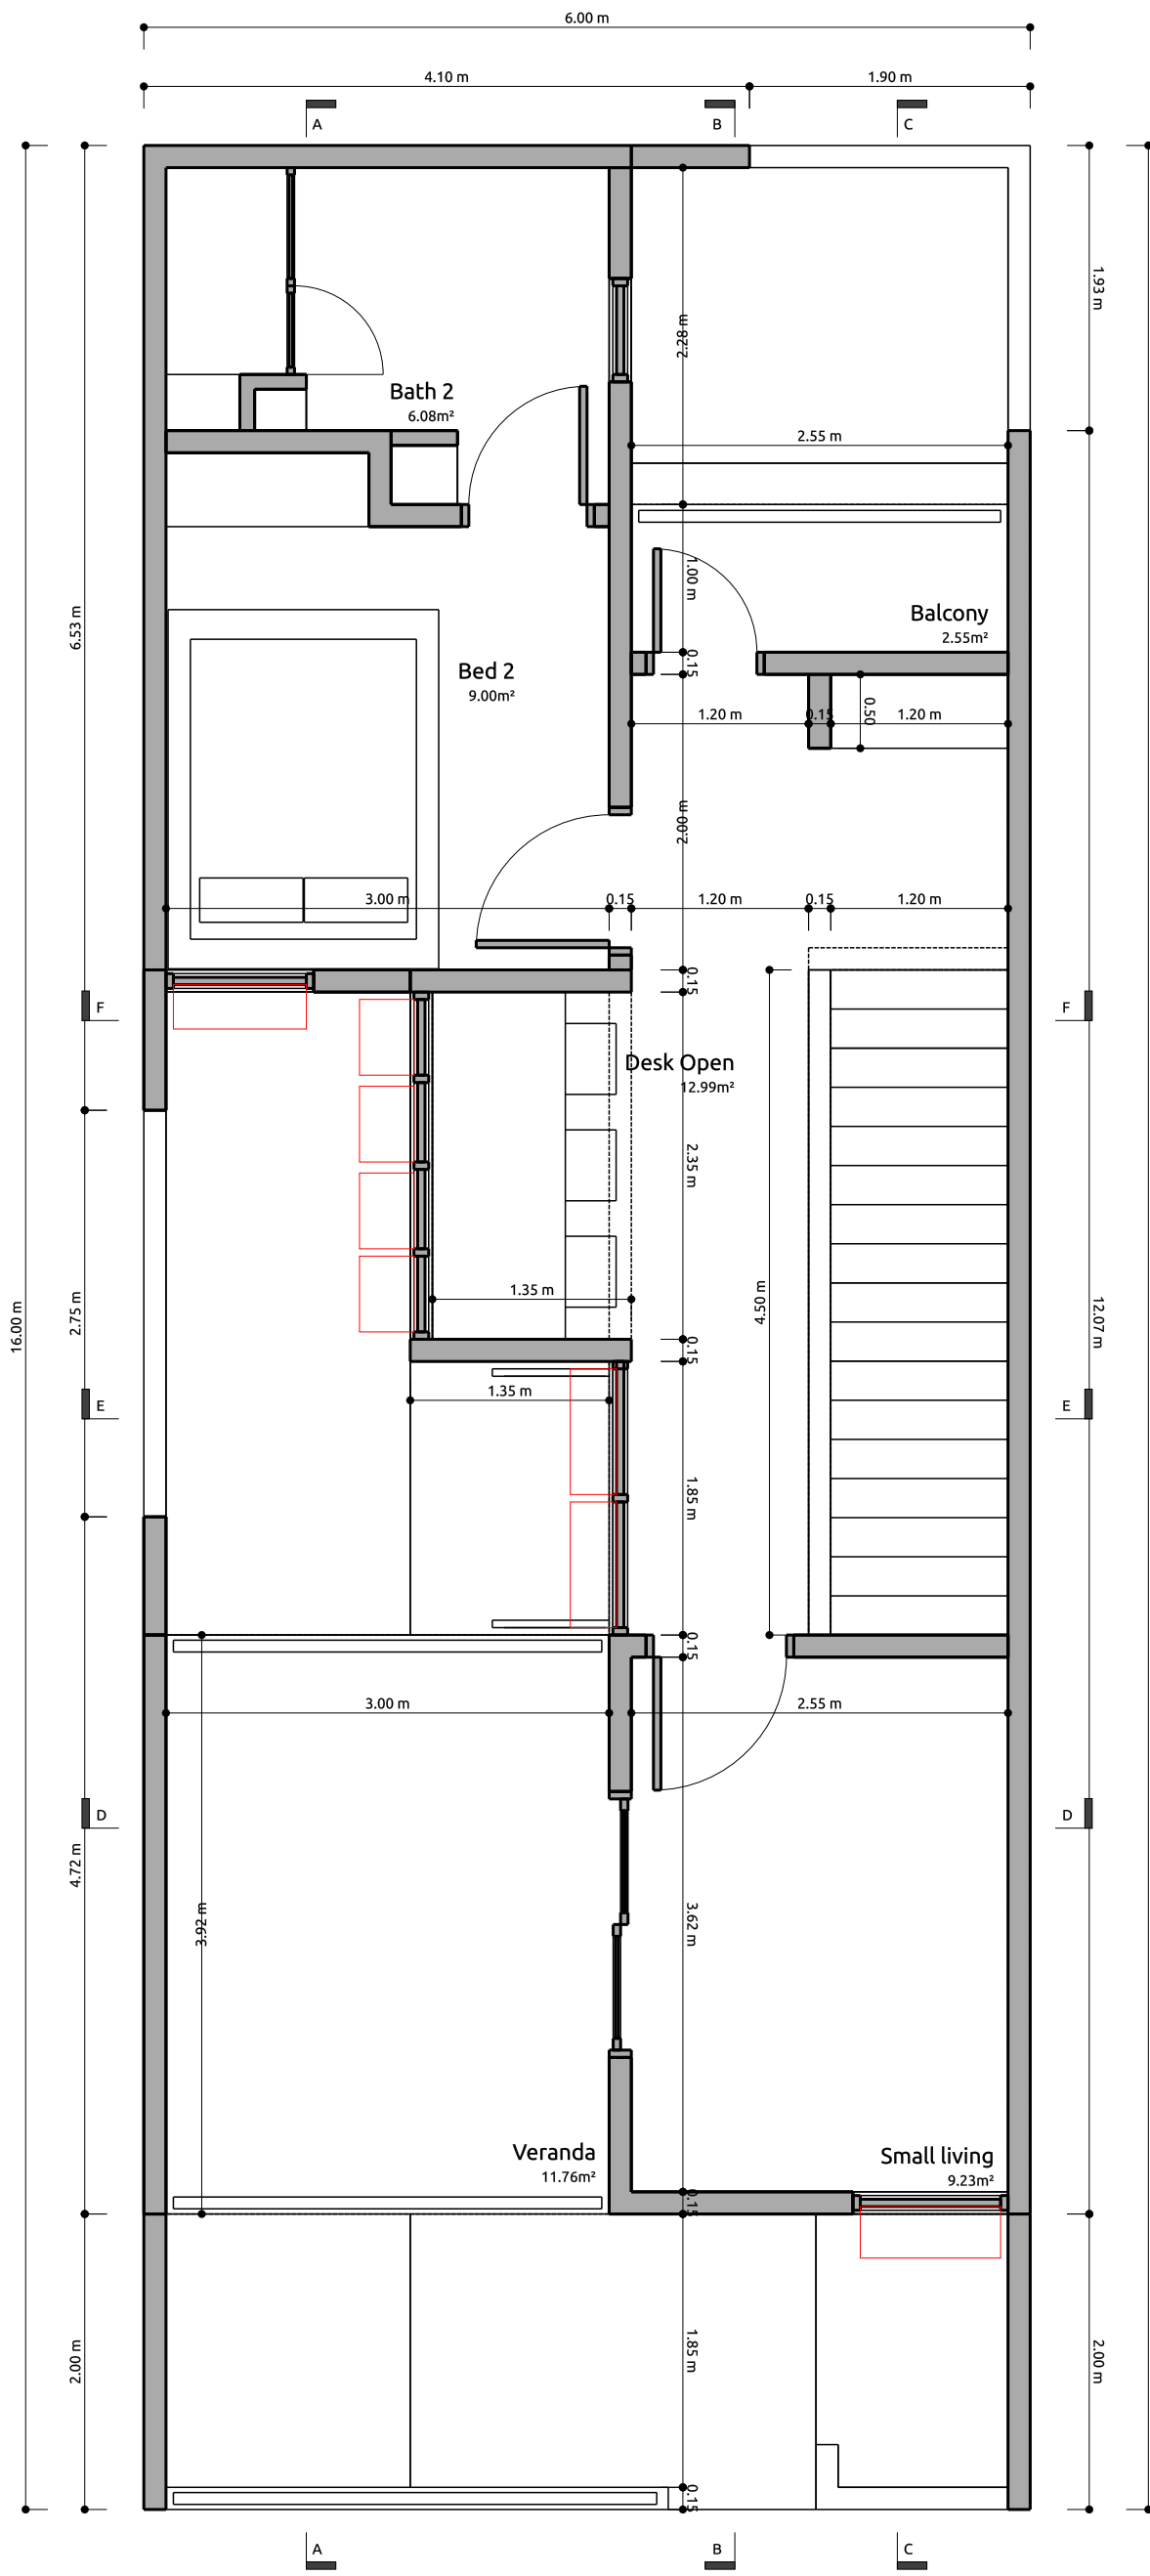 6.00 m
4.10 m
1.90 m
A
B
C
1.93 m
2.28 m
Bath 2
6.08m²
2.55 m
1.00 m
Balcony
2.55m²
6.53 m
0.15
Bed 2
9.00m²
0.50
1.20 m
0.15
1.20 m
2.00 m
3.00 m
0.15
1.20 m
0.15
1.20 m
0.15
F
F
Desk Open
12.99m²
2.35 m
1.35 m
4.50 m
16.00 m
2.75 m
12.07 m
0.15
1.35 m
E
E
1.85 m
0.15
3.00 m
2.55 m
D
D
4.72 m
3.92 m
3.62 m
Veranda
11.76m²
Small living
9.23m²
0.15
2.00 m
1.85 m
2.00 m
0.15
A
B
C